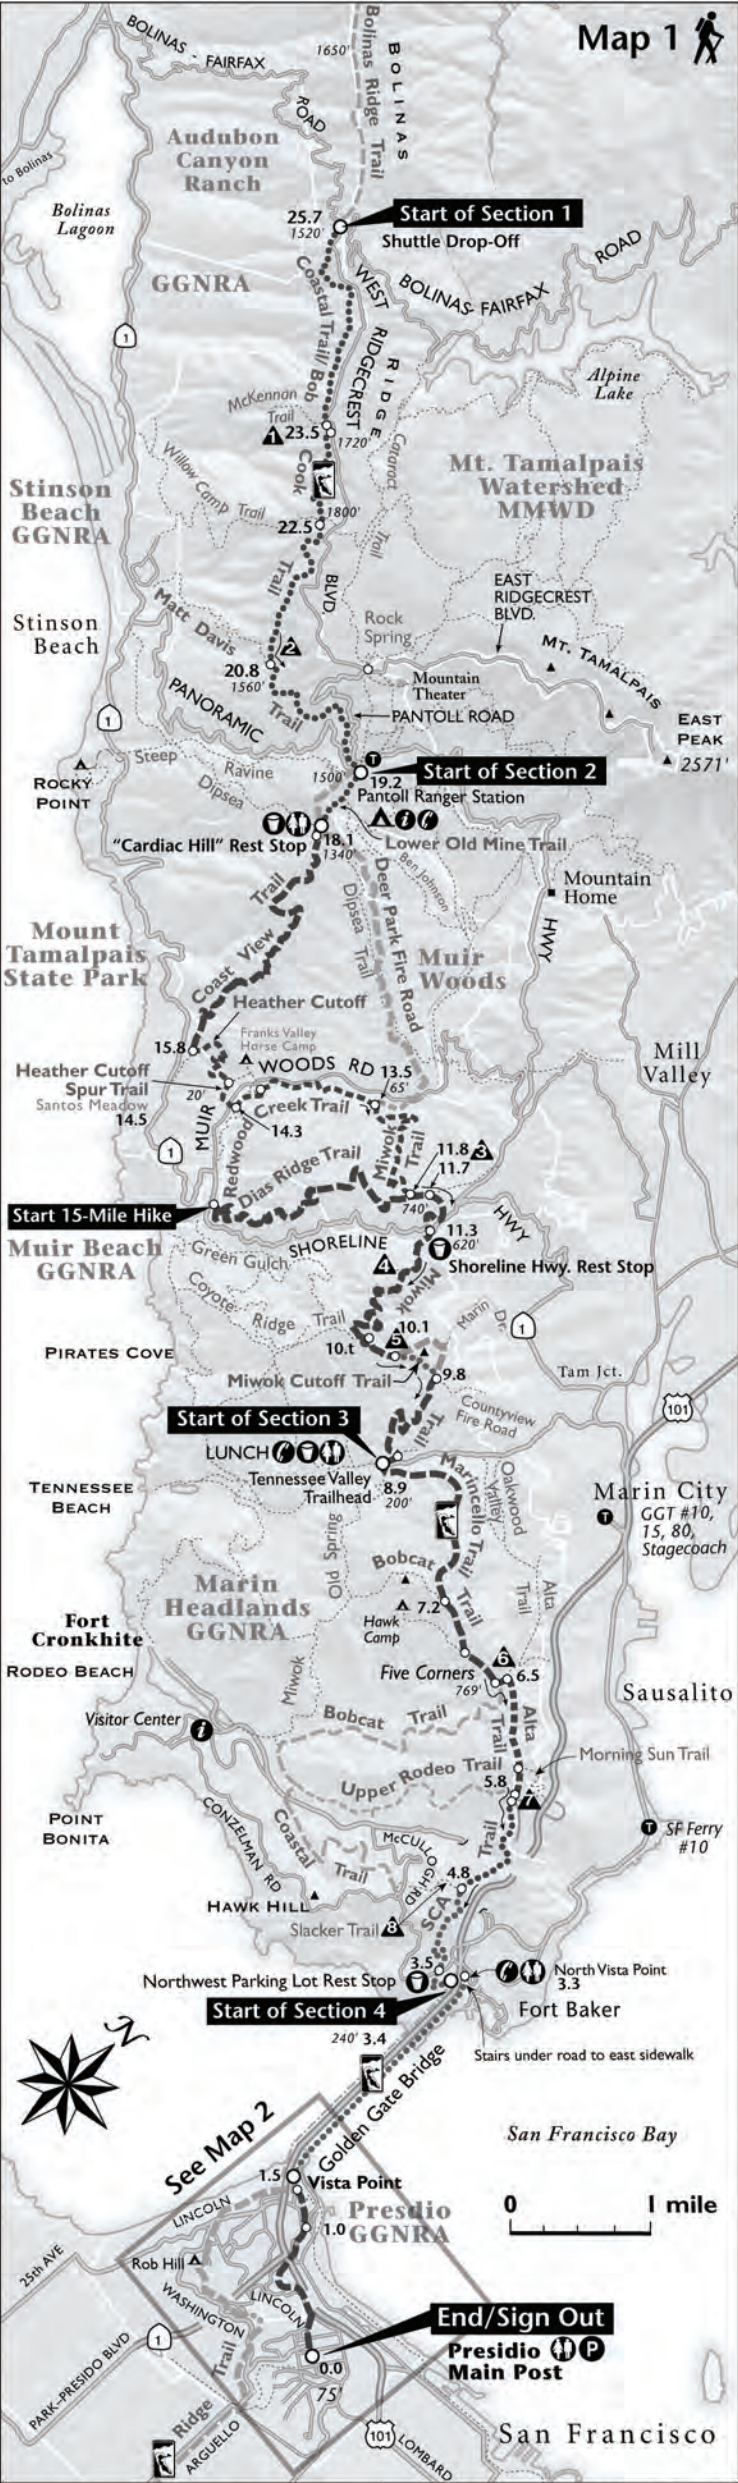 Map 1
BOLINAS - FAIRFAX
ROAD
1650'
Bolinas Ridge Trail
BOLINAS
to Bolinas
Audubon
Canyon
Ranch
Bolinas
Lagoon
25.7
1520'
Start of Section 1
Shuttle Drop-Off
GGNRA
WEST RIDGECREST
BOLINAS- FAIRFAX
ROAD
RIDGE
1
Coastal Trail/ Bob
Cook
Trail
McKennan
Trail
1
23.5
1720'
Alpine
Lake
Cataract
Trail
Willow Camp Trail
Mt. Tamalpais
Watershed
MMWD
Stinson
Beach
GGNRA
1800'
22.5
BLVD.
EAST
RIDGECREST
BLVD.
Matt Davis
Trail
Rock
Spring
Stinson
Beach
2
MT. TAMALPAIS
20.8
1560'
Mountain
Theater
PANORAMIC
PANTOLL ROAD
EAST
PEAK
2571'
1
Steep
Ravine
T
1500'
19.2
Start of Section 2
Pantoll Ranger Station
ROCKY
POINT
Dipsea
"Cardiac Hill" Rest Stop
18.1
1340'
Lower Old Mine Trail
Ben Johnson
Mountain
Home
Trail
Deer Park Fire Road
Dipsea Trail
HWY
Mount
Tamalpais
State Park
Coast View
Muir
Woods
Heather Cutoff
15.8
Franks Valley
Horse Camp
WOODS RD
13.5
65'
Mill
Valley
Heather Cutoff
Spur Trail
Santos Meadow
14.5
20'
MUIR
Creek Trail
14.3
Redwood
Miwok
Trail
11.8
3
11.7
1
Dias Ridge Trail
740'
Start 15-Mile Hike
HWY
11.3
620'
Muir Beach
GGNRA
Green Gulch
SHORELINE
4
Shoreline Hwy. Rest Stop
Coyote
Ridge Trail
Miwok
Marin
Dr.
1
10.1
5
10.t
PIRATES COVE
Miwok Cutoff Trail
9.8
Tam Jct.
101
Start of Section 3
Trail
Countyview
Fire Road
LUNCH
Tennessee Valley
Trailhead
8.9
200'
TENNESSEE
BEACH
Marincello Trail
Oakwood
Valley
Trail
Marin City
T
GGT #10,
15, 80,
Stagecoach
Old Spring
Marin
Headlands
GGNRA
Bobcat
Trail
Alta
Trail
7.2
Hawk
Camp
Fort
Cronkhite
RODEO BEACH
Miwok
Five Corners
769'
6
6.5
Sausalito
Visitor Center
Bobcat Trail
Trail
Alta
Upper Rodeo Trail
Morning Sun Trail
5.8
7
POINT
BONITA
CONZELMAN RD
Coastal
Trail
McCULLOGH RD
Trail
T
SF Ferry
#10
4.8
HAWK HILL
SCA
Slacker Trail
8
3.5
Northwest Parking Lot Rest Stop
North Vista Point
3.3
Start of Section 4
Fort Baker
240'
3.4
Stairs under road to east sidewalk
N
Golden Gate Bridge
See Map 2
San Francisco Bay
1.5
Vista Point
0
1 mile
LINCOLN
Presdio
GGNRA
1.0
25th AVE
Rob Hill
WASHINGTON
LINCOLN
End/Sign Out
Presidio P
Main Post
0.0
75'
1
PARK-PRESIDO BLVD
Ridge
Trail
ARGUELLO
101
LOMBARD
San Francisco